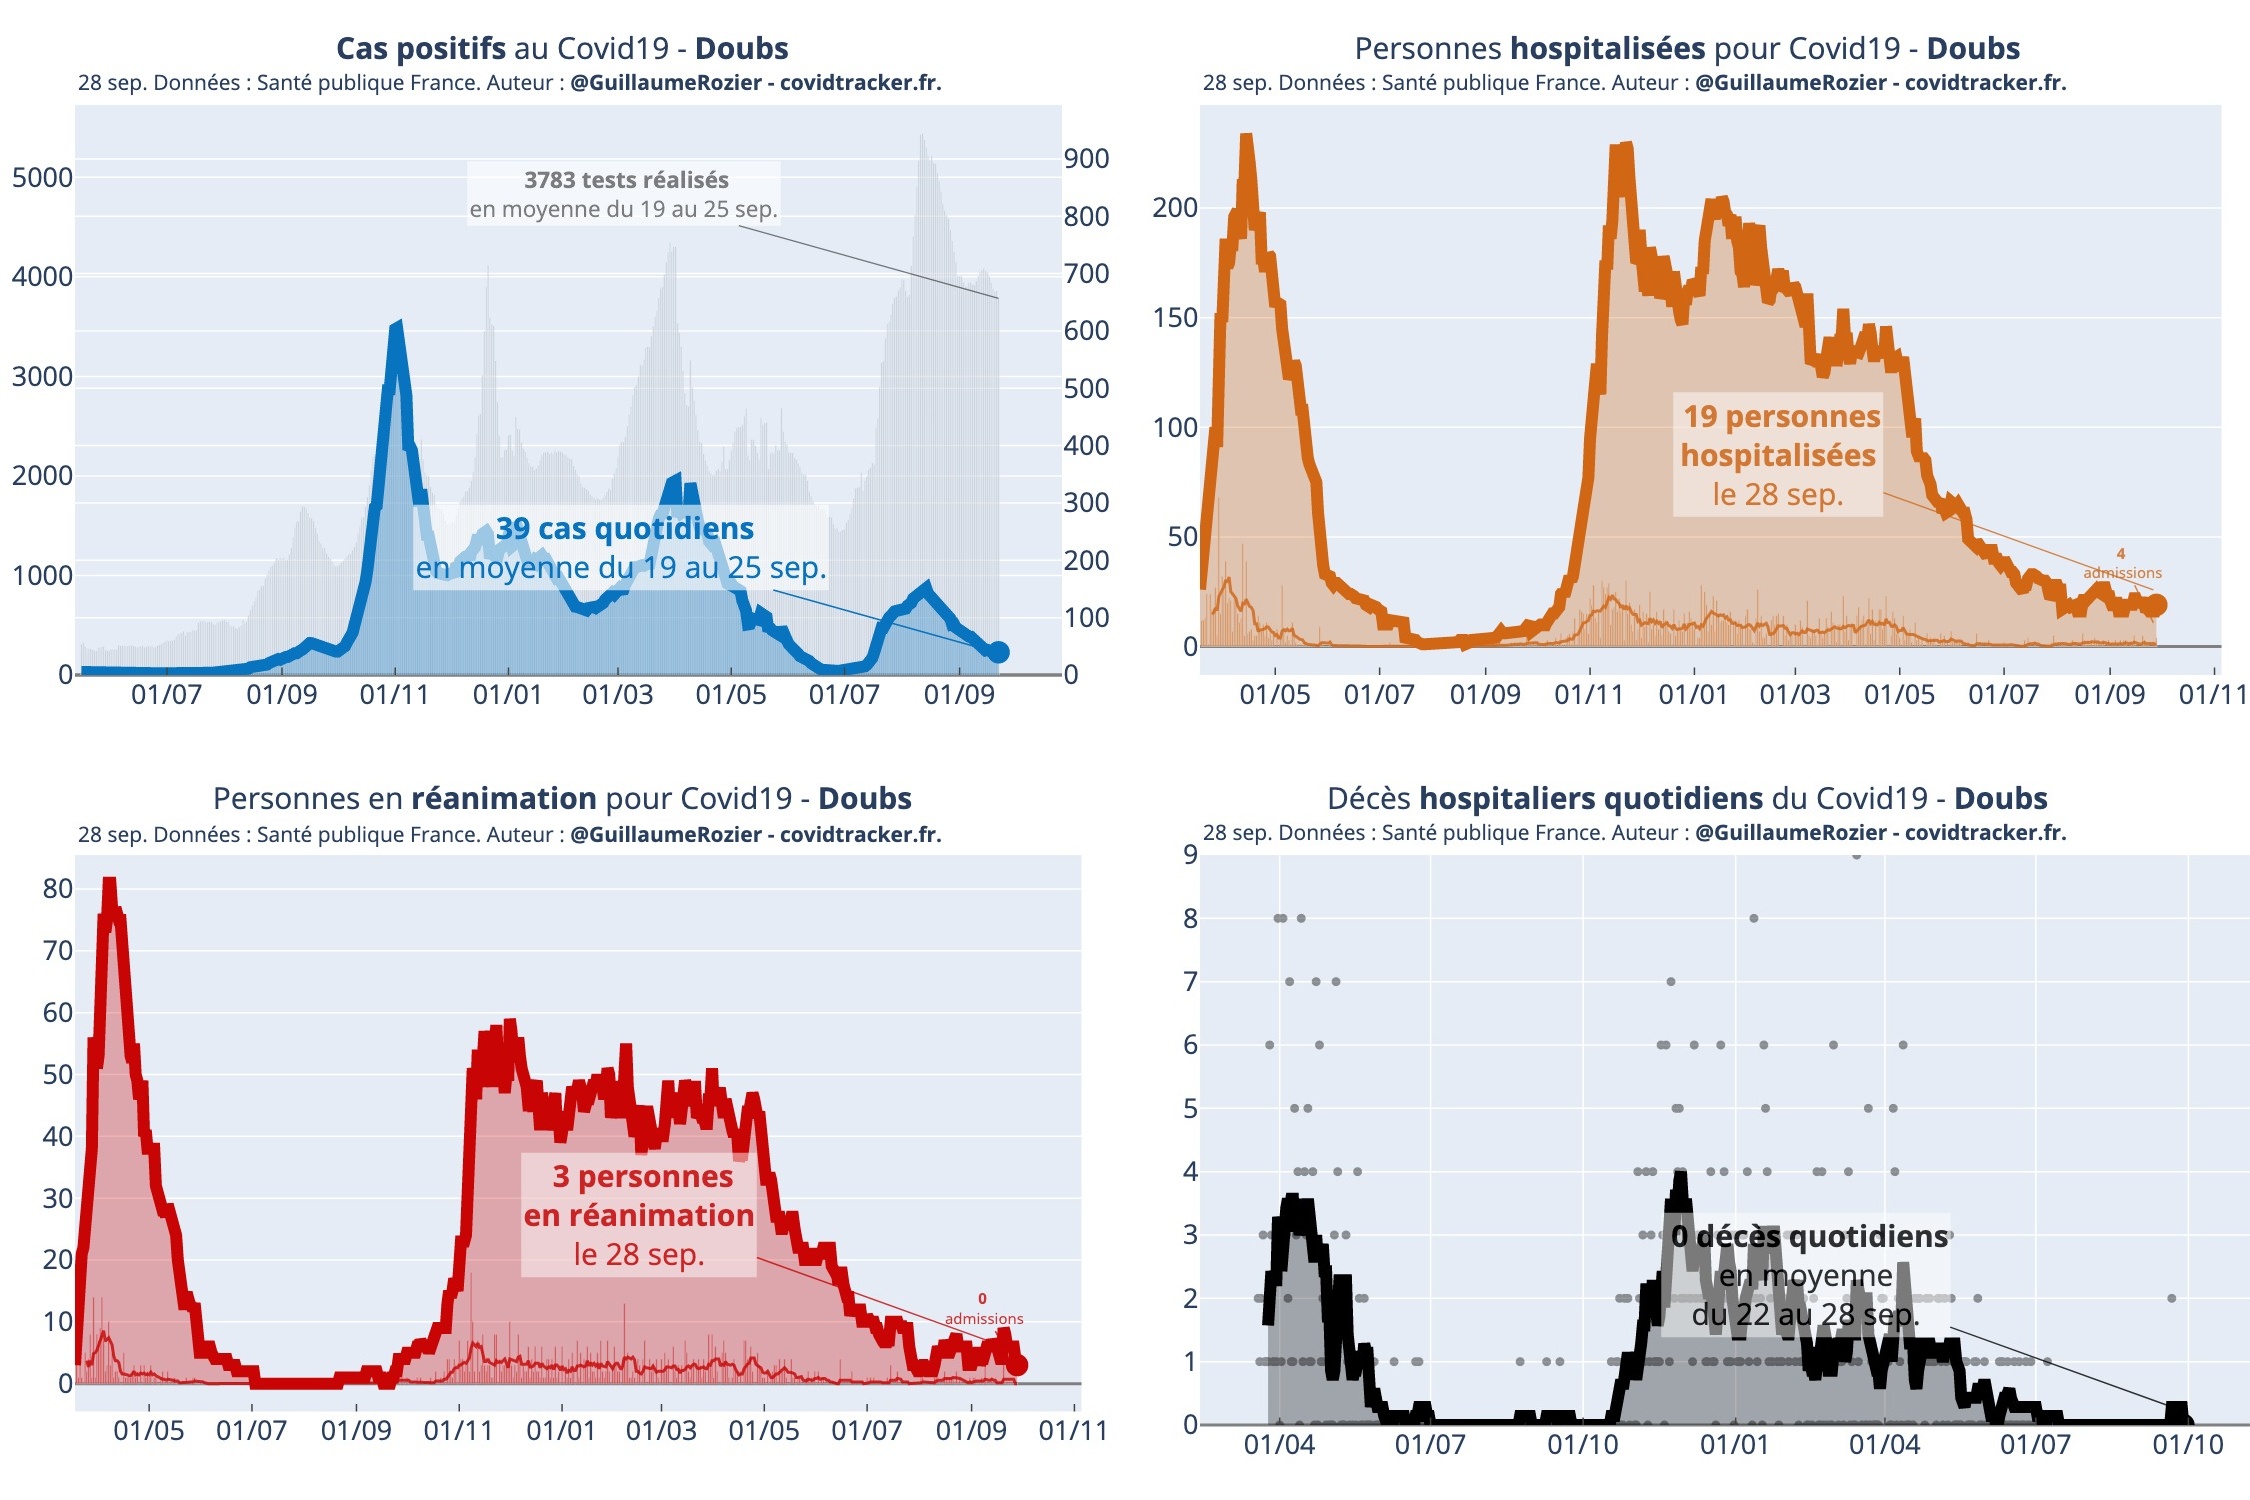 Cas positifs au Covid19 - Doubs
28 sep. Données : Santé publique France. Auteur : @GuillaumeRozier - covidtracker.fr.
5000
4000
3000
2000
1000
0
900
800
700
600
500
400
300
200
100
0
3783 tests réalisés
en moyenne du 19 au 25 sep.
39 cas quotidiens
en moyenne du 19 au 25 sep.
01/07 01/09 01/11 01/01 01/03 01/05 01/07 01/09
Personnes hospitalisées pour Covid19 - Doubs
28 sep. Données : Santé publique France. Auteur : @GuillaumeRozier - covidtracker.fr.
200
150
100
50
0
19 personnes
hospitalisées
le 28 sep.
4
admissions
01/05 01/07 01/09 01/11 01/01 01/03 01/05 01/07 01/09 01/11
Personnes en réanimation pour Covid19 - Doubs
28 sep. Données : Santé publique France. Auteur : @GuillaumeRozier - covidtracker.fr.
80
70
60
50
40
30
20
10
0
3 personnes
en réanimation
le 28 sep.
0
admissions
01/05 01/07 01/09 01/11 01/01 01/03 01/05 01/07 01/09 01/11
Décès hospitaliers quotidiens du Covid19 - Doubs
28 sep. Données : Santé publique France. Auteur : @GuillaumeRozier - covidtracker.fr.
9
8
7
6
5
4
3
2
1
0
0 décès quotidiens
en moyenne
du 22 au 28 sep.
01/04 01/07 01/10 01/01 01/04 01/07 01/10